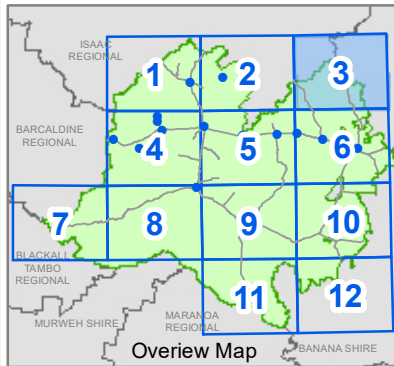 ISAAC
REGIONAL
1
2
3
BARCALDINE
REGIONAL
4
5
6
7
8
9
10
BLACKALL
TAMBO
REGIONAL
11
12
MURWEH SHIRE
MARANOA
REGIONAL
Overiew Map
BANANA SHIRE